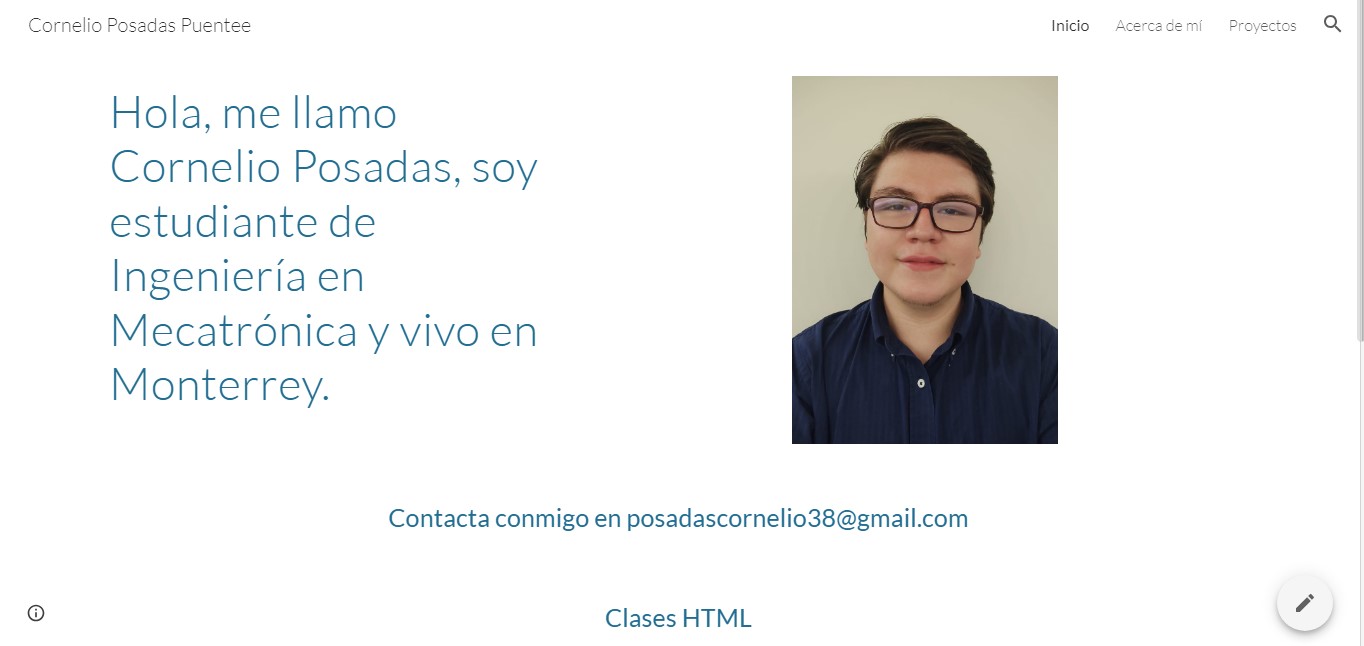 Cornelio Posadas Puentee
Inicio Acerca de mí Proyectos
Hola, me llamo
Cornelio Posadas, soy
estudiante de
Ingeniería en
Mecatrónica y vivo en
Monterrey.
Contacta conmigo en posadascornelio38@gmail.com
Clases HTML